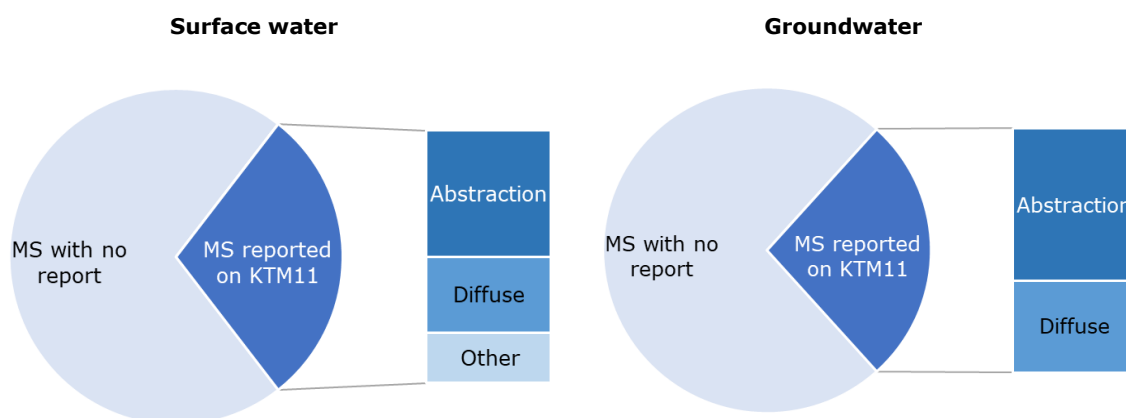 Surface water
MS with no
report
MS reported
on KTM11
Abstraction
Diffuse
Other
Groundwater
MS with no
report
MS reported
on KTM11
Abstraction
Diffuse